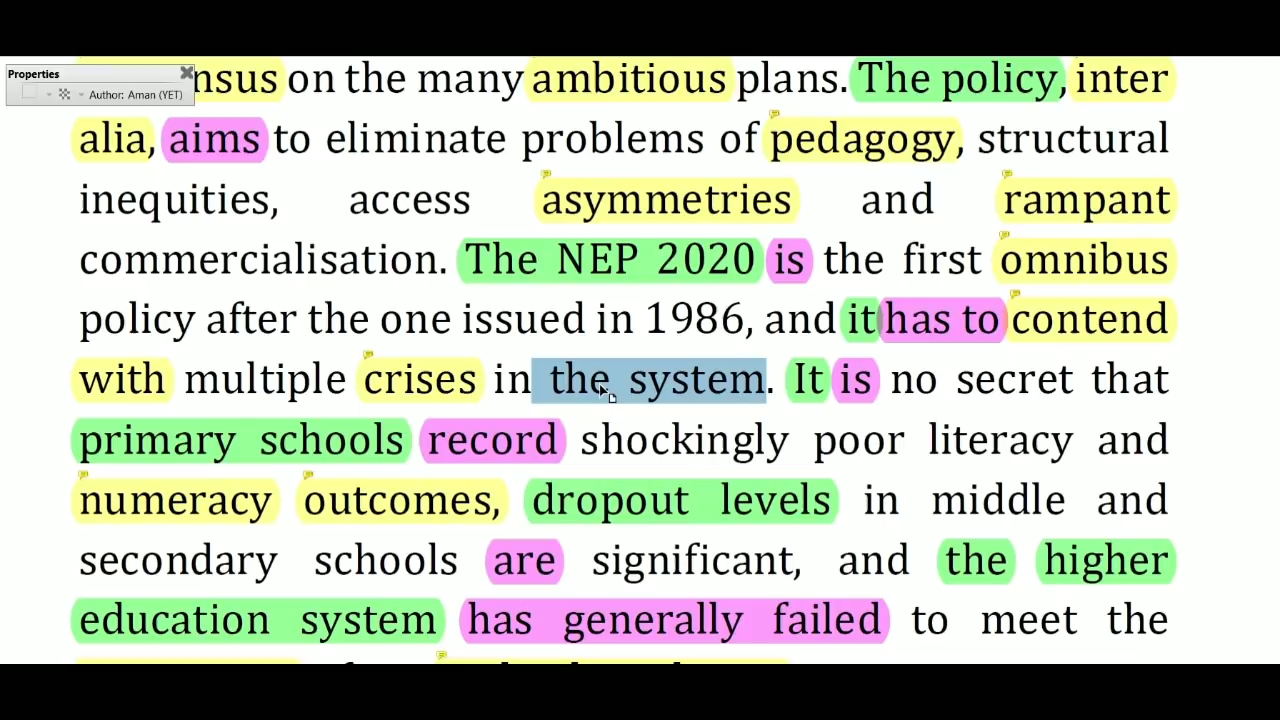 Properties
Author: Aman (YET)
nsus on the many ambitious plans. The policy, inter
alia, aims to eliminate problems of pedagogy, structural
inequities, access asymmetries and rampant
commercialisation. The NEP 2020 is the first omnibus
policy after the one issued in 1986, and it has to contend
with multiple crises in the system. It is no secret that
primary schools record shockingly poor literacy and
numeracy outcomes, dropout levels in middle and
secondary schools are significant, and the higher
education system has generally failed to meet the